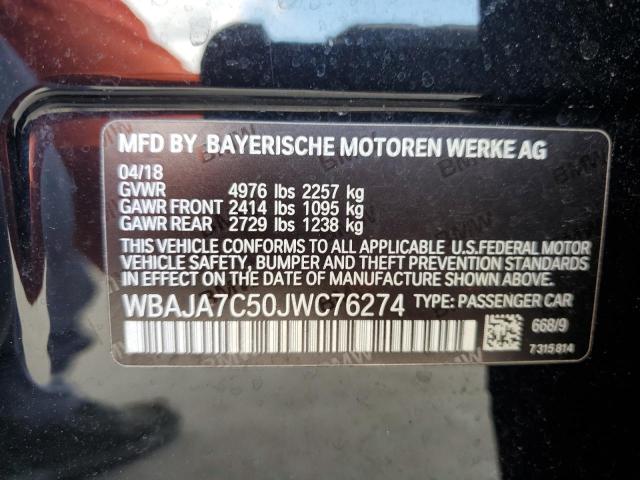 MFD BY BAYERISCHE MOTOREN WERKE AG
04/18
GVWR 4976 lbs 2257 kg
GAWR FRONT 2414 lbs 1095 kg
GAWR REAR 2729 lbs 1238 kg
THIS VEHICLE CONFORMS TO ALL APPLICABLE U.S.FEDERAL MOTOR
VEHICLE SAFETY, BUMPER AND THEFT PREVENTION STANDARDS
IN EFFECT ON THE DATE OF MANUFACTURE SHOWN ABOVE.
WBAJA7C50JWC76274 TYPE: PASSENGER CAR
668/9
7315814